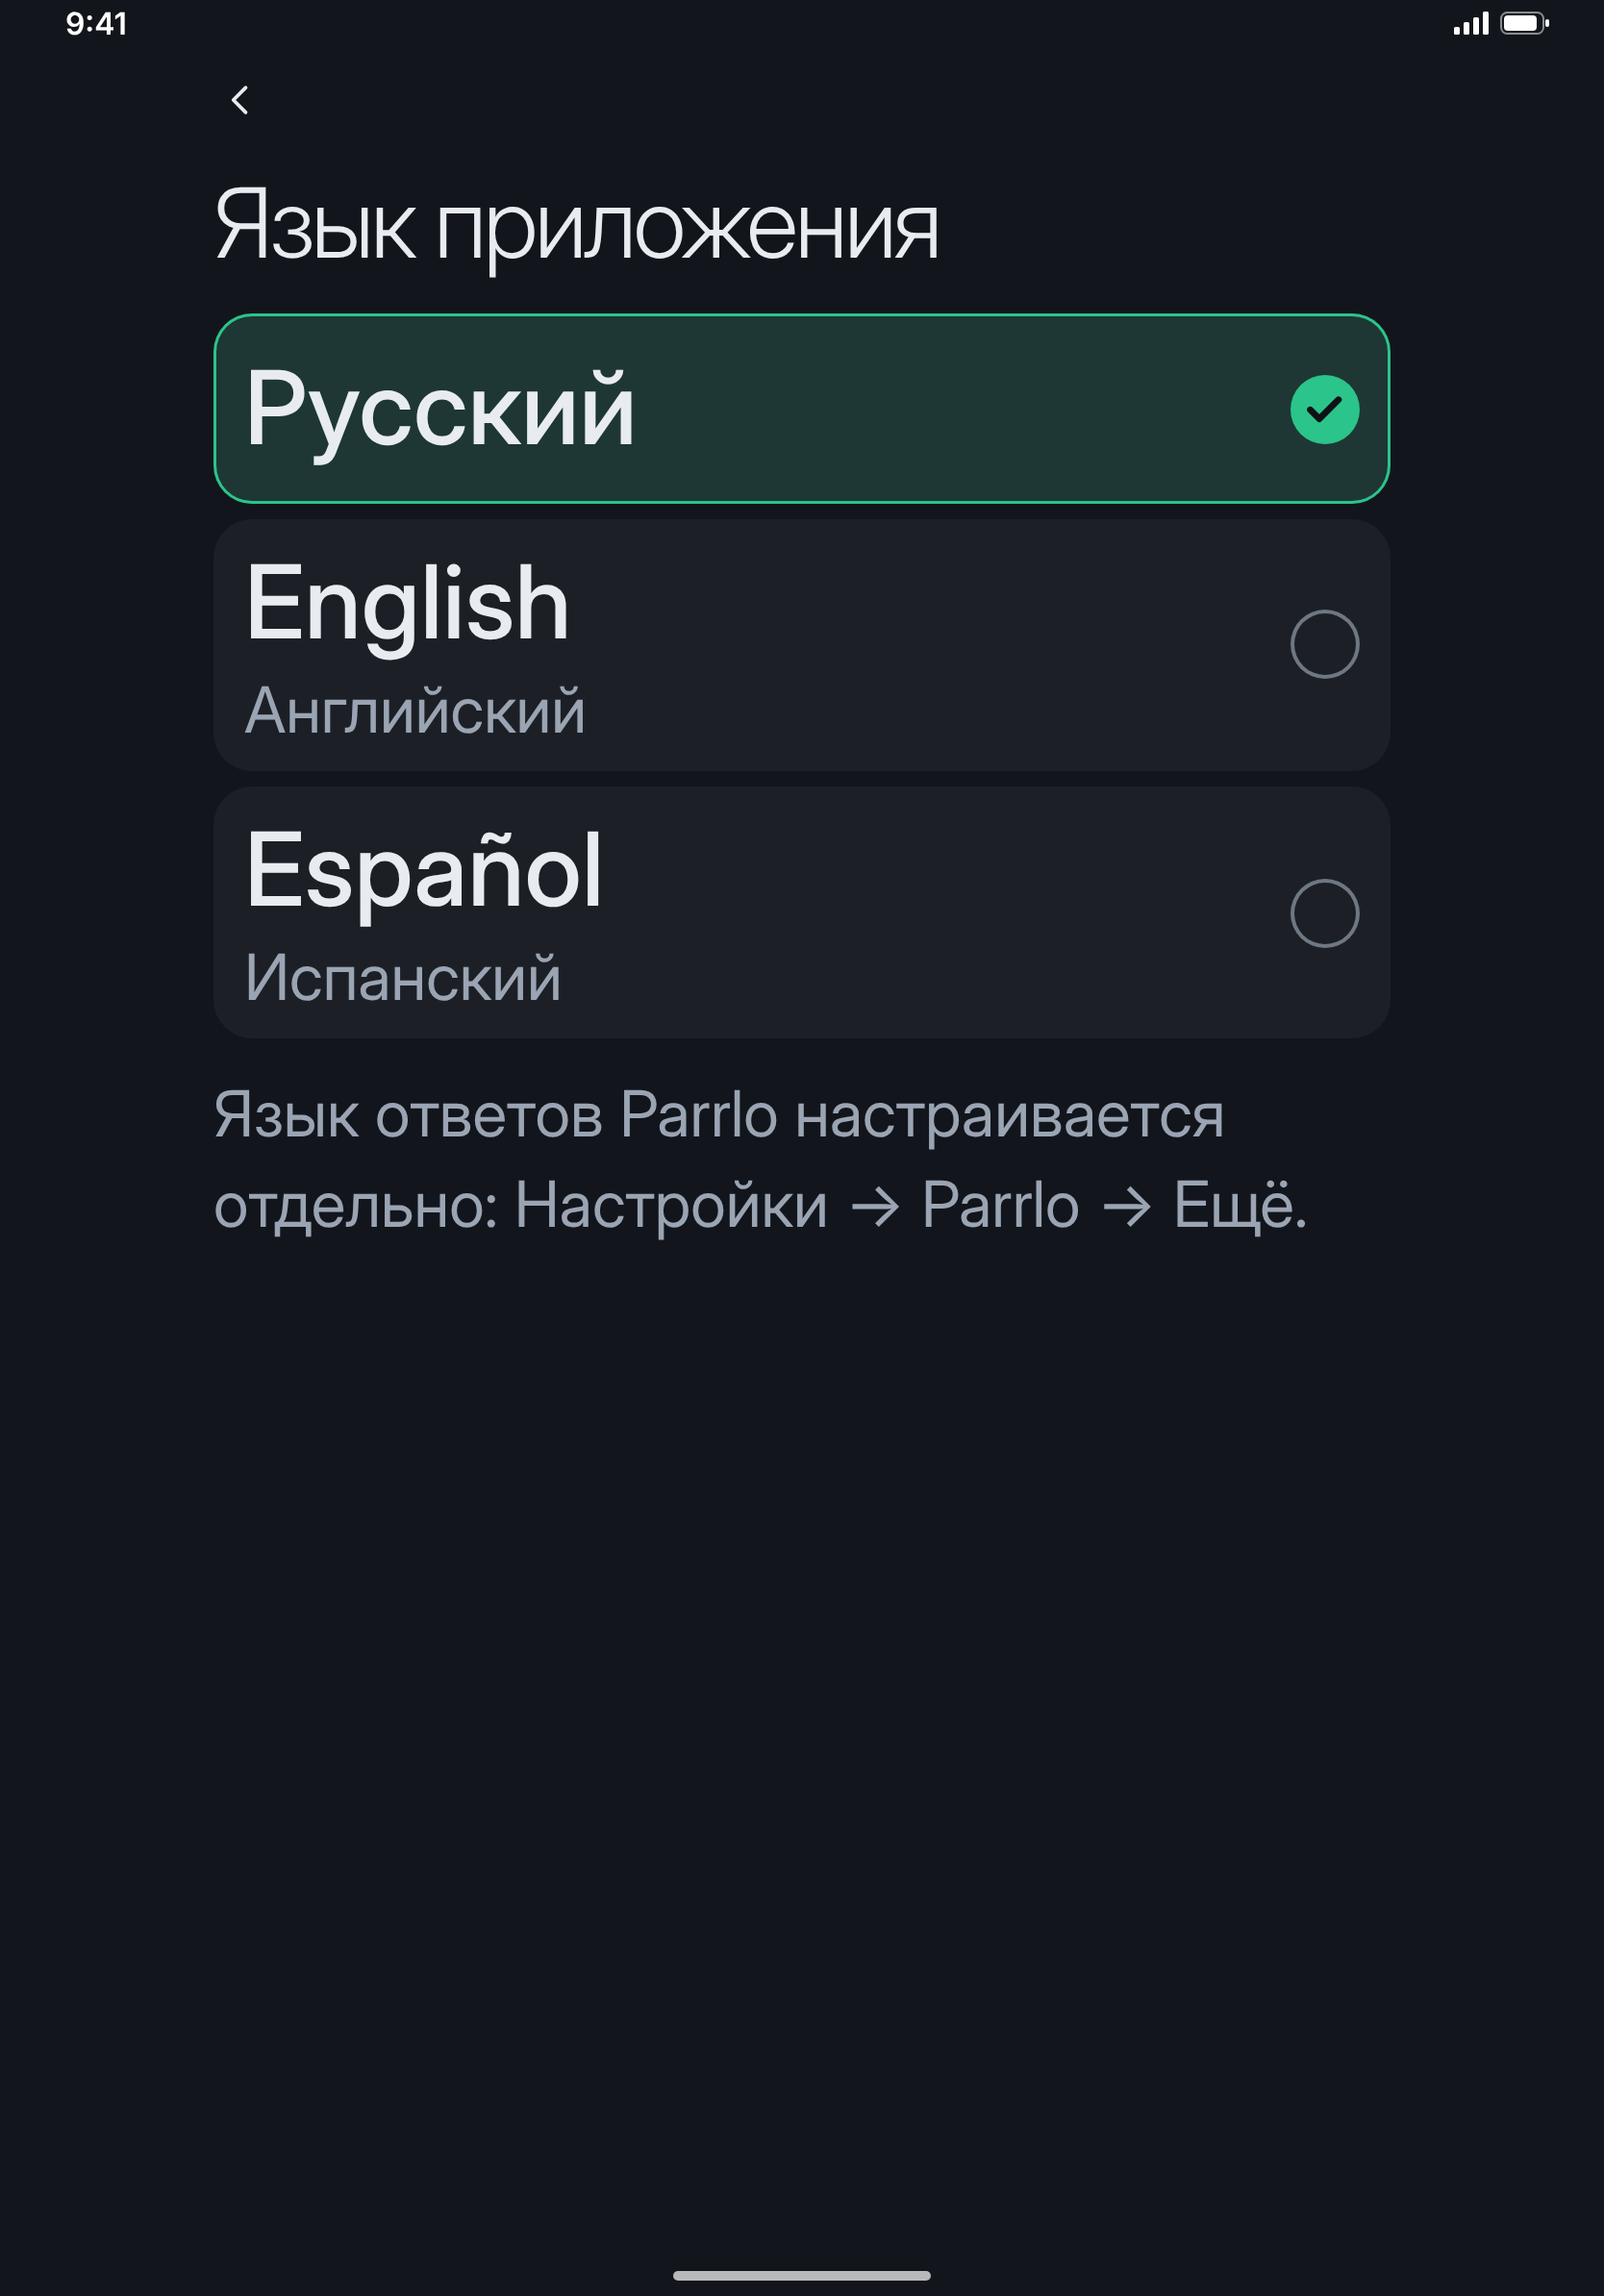 9:41
Язык приложения
Русский
English
Английский
Español
Испанский
Язык ответов Parrlo настраивается
отдельно: Настройки → Parrlo → Ещё.